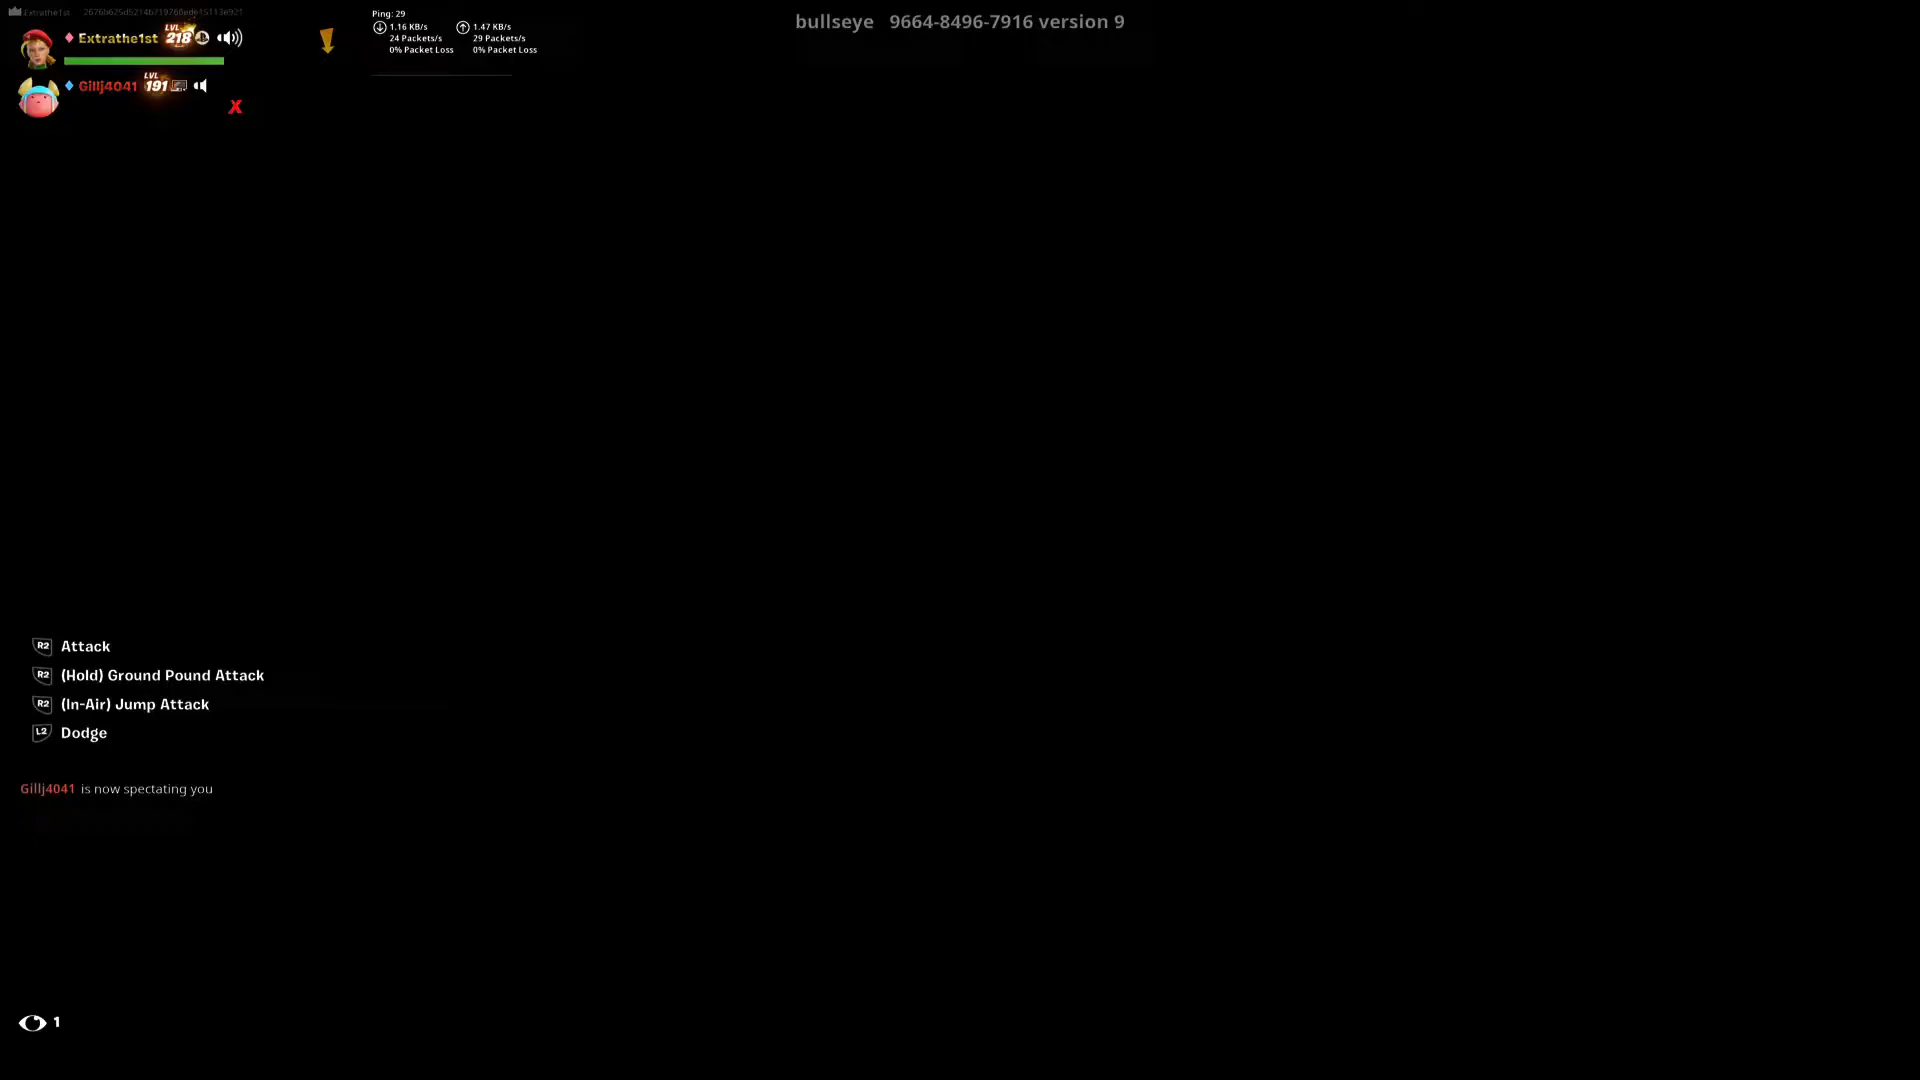 Extrathe1st
Extrathe1st LVL 218
Gillj4041 LVL 191
X
Ping: 29
1.16 KB/s 1.47 KB/s
24 Packets/s 29 Packets/s
0% Packet Loss 0% Packet Loss
bullseye 9664-8496-7916 version 9
R2 Attack
R2 (Hold) Ground Pound Attack
R2 (In-Air) Jump Attack
L2 Dodge
Gillj4041 is now spectating you
1